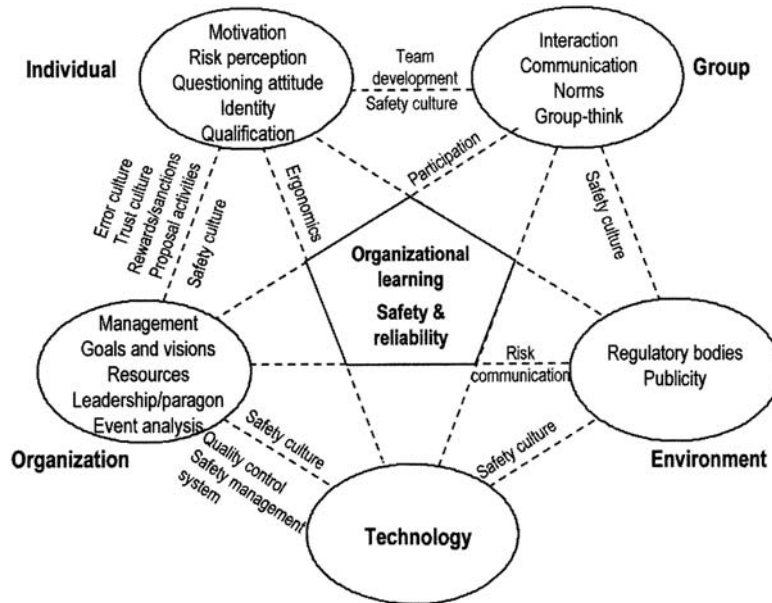 Individual
Motivation
Risk perception
Questioning attitude
Identity
Qualification
Team
development
Safety culture
Interaction
Communication
Norms
Group-think
Group
Error culture
Trust culture
Rewards/sanctions
Proposal activities
Safety culture
Ergonomics
Participation
Safety culture
Organizational
learning
Safety &
reliability
Management
Goals and visions
Resources
Leadership/paragon
Event analysis
Organization
Risk
communication
Regulatory bodies
Publicity
Environment
Safety culture
Quality control
Safety management
system
Safety culture
Technology